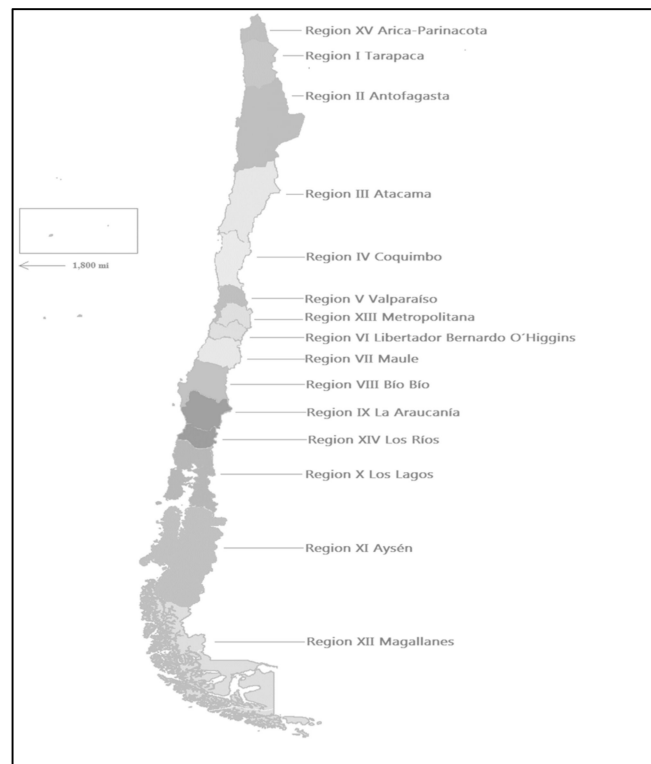 Region XV Arica-Parinacota
Region I Tarapaca
Region II Antofagasta
Region III Atacama
1,800 mi
Region IV Coquimbo
Region V Valparaíso
Region XIII Metropolitana
Region VI Libertador Bernardo O´Higgins
Region VII Maule
Region VIII Bío Bío
Region IX La Araucanía
Region XIV Los Ríos
Region X Los Lagos
Region XI Aysén
Region XII Magallanes